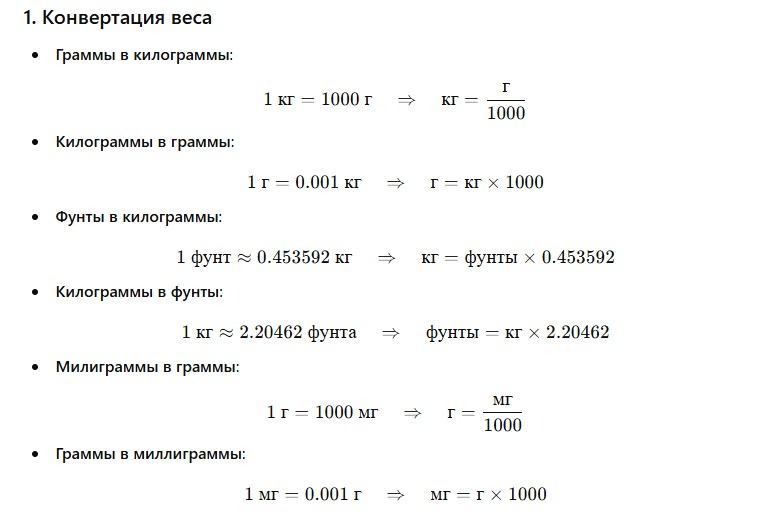 1. Конвертация веса
• Граммы в килограммы:
1 кг = 1000 г ⇒ кг = г/1000
• Килограммы в граммы:
1 г = 0.001 кг ⇒ г = кг × 1000
• Фунты в килограммы:
1 фунт ≈ 0.453592 кг ⇒ кг = фунты × 0.453592
• Килограммы в фунты:
1 кг ≈ 2.20462 фунта ⇒ фунты = кг × 2.20462
• Милиграммы в граммы:
1 г = 1000 мг ⇒ г = мг/1000
• Граммы в миллиграммы:
1 мг = 0.001 г ⇒ мг = г × 1000